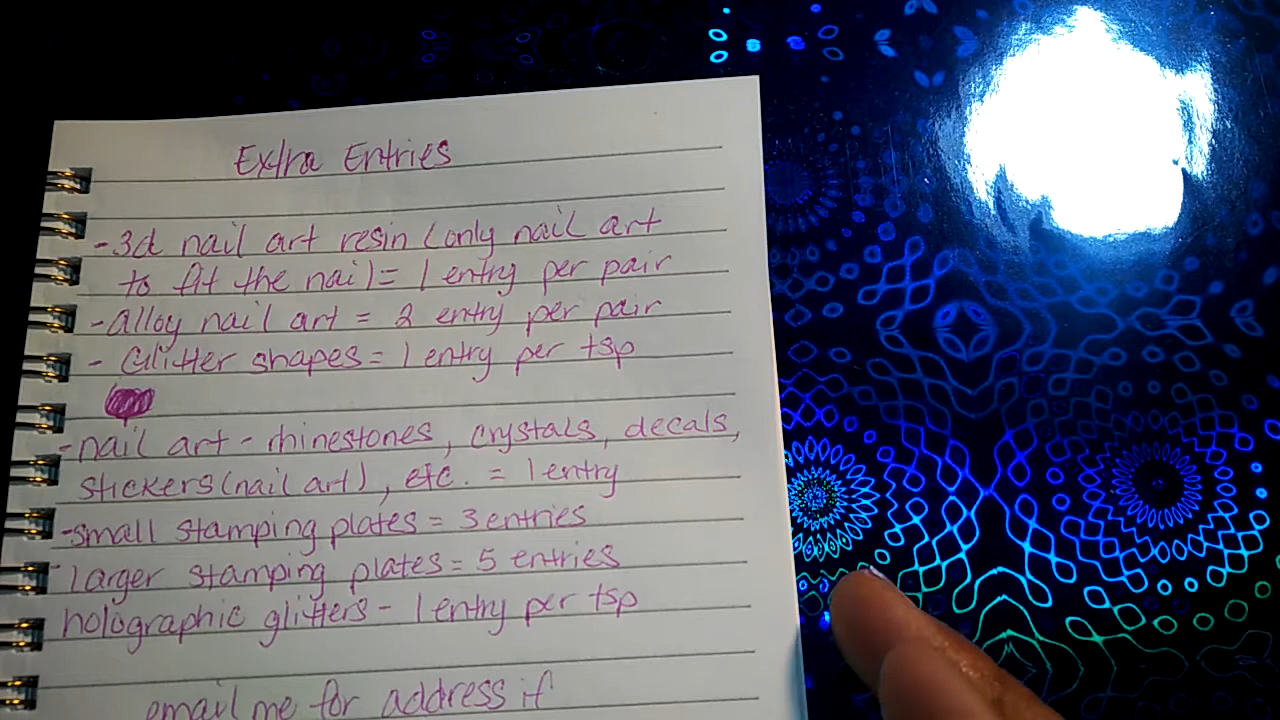 Extra Entries
-3d nail art resin (only nail art
to fit the nail = 1 entry per pair
-alloy nail art = 2 entry per pair
- Glitter shapes = 1 entry per tsp
-nail art - rhinestones, crystals, decals,
stickers (nail art), etc. = 1 entry
-small stamping plates = 3 entries
-larger stamping plates = 5 entries
holographic glitters - 1 entry per tsp
email me for address if